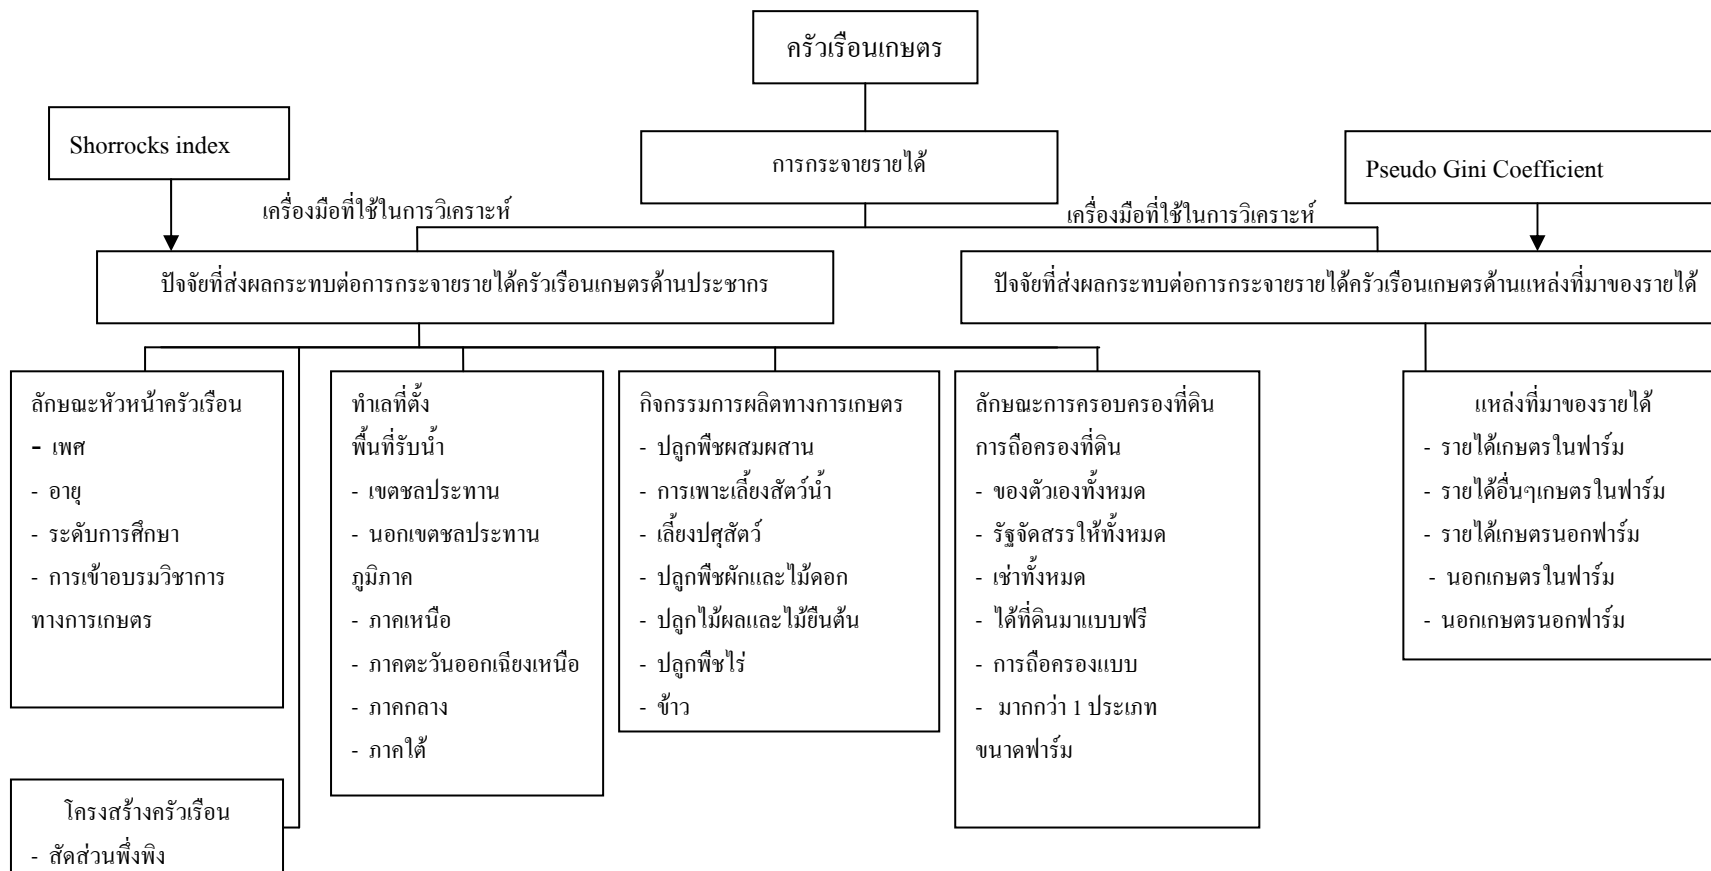 ครัวเรือนเกษตร
Shorrocks index
การกระจายรายได้
Pseudo Gini Coefficient
เครื่องมือที่ใช้ในการวิเคราะห์
เครื่องมือที่ใช้ในการวิเคราะห์
ปัจจัยที่ส่งผลกระทบต่อการกระจายรายได้ครัวเรือนเกษตรด้านประชากร
ปัจจัยที่ส่งผลกระทบต่อการกระจายรายได้ครัวเรือนเกษตรด้านแหล่งที่มาของรายได้
ลักษณะหัวหน้าครัวเรือน
- เพศ
- อายุ
- ระดับการศึกษา
- การเข้าอบรมวิชาการ
ทางการเกษตร
โครงสร้างครัวเรือน
- สัดส่วนพึ่งพิง
ทำเลที่ตั้ง
พื้นที่รับน้ำ
- เขตชลประทาน
- นอกเขตชลประทาน
ภูมิภาค
- ภาคเหนือ
- ภาคตะวันออกเฉียงเหนือ
- ภาคกลาง
- ภาคใต้
กิจกรรมการผลิตทางการเกษตร
- ปลูกพืชผสมผสาน
- การเพาะเลี้ยงสัตว์น้ำ
- เลี้ยงปศุสัตว์
- ปลูกพืชผักและไม้ดอก
- ปลูกไม้ผลและไม้ยืนต้น
- ปลูกพืชไร่
- ข้าว
ลักษณะการครอบครองที่ดิน
การถือครองที่ดิน
- ของตัวเองทั้งหมด
- รัฐจัดสรรให้ทั้งหมด
- เช่าทั้งหมด
- ได้ที่ดินมาแบบฟรี
- การถือครองแบบ
- มากกว่า 1 ประเภท
ขนาดฟาร์ม
แหล่งที่มาของรายได้
- รายได้เกษตรในฟาร์ม
- รายได้อื่นๆเกษตรในฟาร์ม
- รายได้เกษตรนอกฟาร์ม
- นอกเกษตรในฟาร์ม
- นอกเกษตรนอกฟาร์ม